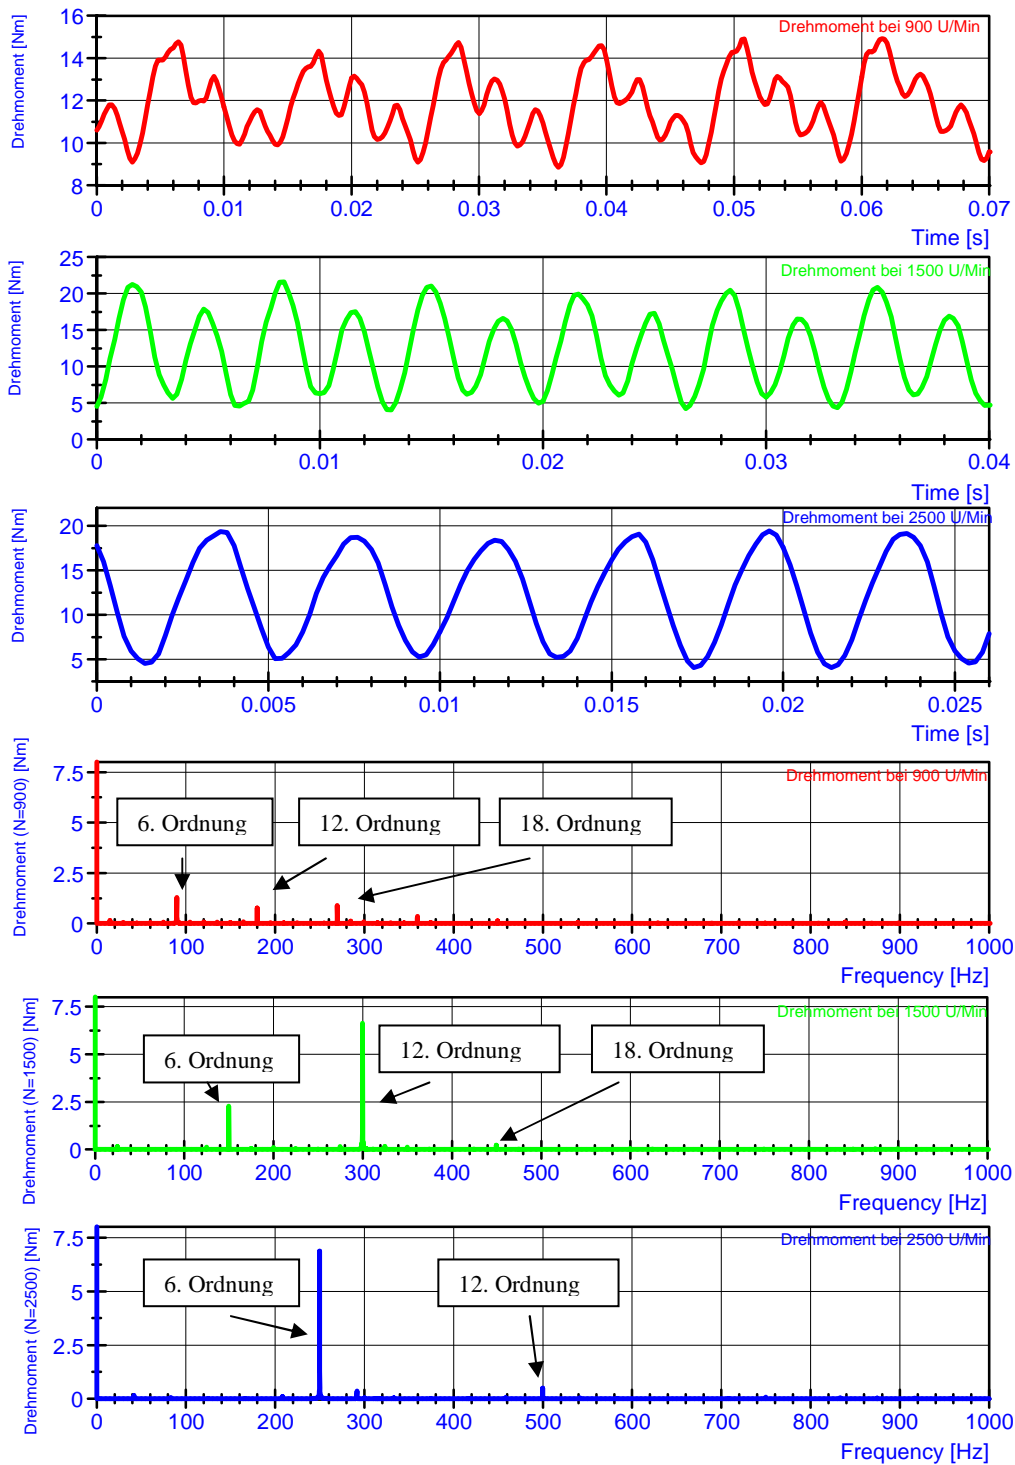 Drehmoment [Nm]
16
14
12
10
8
Drehmoment bei 900 U/Min
0 0.01 0.02 0.03 0.04 0.05 0.06 0.07
Time [s]
Drehmoment [Nm]
25
20
15
10
5
0
Drehmoment bei 1500 U/Min
0 0.01 0.02 0.03 0.04
Time [s]
Drehmoment [Nm]
20
15
10
5
Drehmoment bei 2500 U/Min
0 0.005 0.01 0.015 0.02 0.025
Time [s]
Drehmoment (N=900) [Nm]
7.5
5
2.5
0
Drehmoment bei 900 U/Min
6. Ordnung 12. Ordnung 18. Ordnung
0 100 200 300 400 500 600 700 800 900 1000
Frequency [Hz]
Drehmoment (N=1500) [Nm]
7.5
5
2.5
0
Drehmoment bei 1500 U/Min
6. Ordnung 12. Ordnung 18. Ordnung
0 100 200 300 400 500 600 700 800 900 1000
Frequency [Hz]
Drehmoment (N=2500) [Nm]
7.5
5
2.5
0
Drehmoment bei 2500 U/Min
6. Ordnung 12. Ordnung
0 100 200 300 400 500 600 700 800 900 1000
Frequency [Hz]